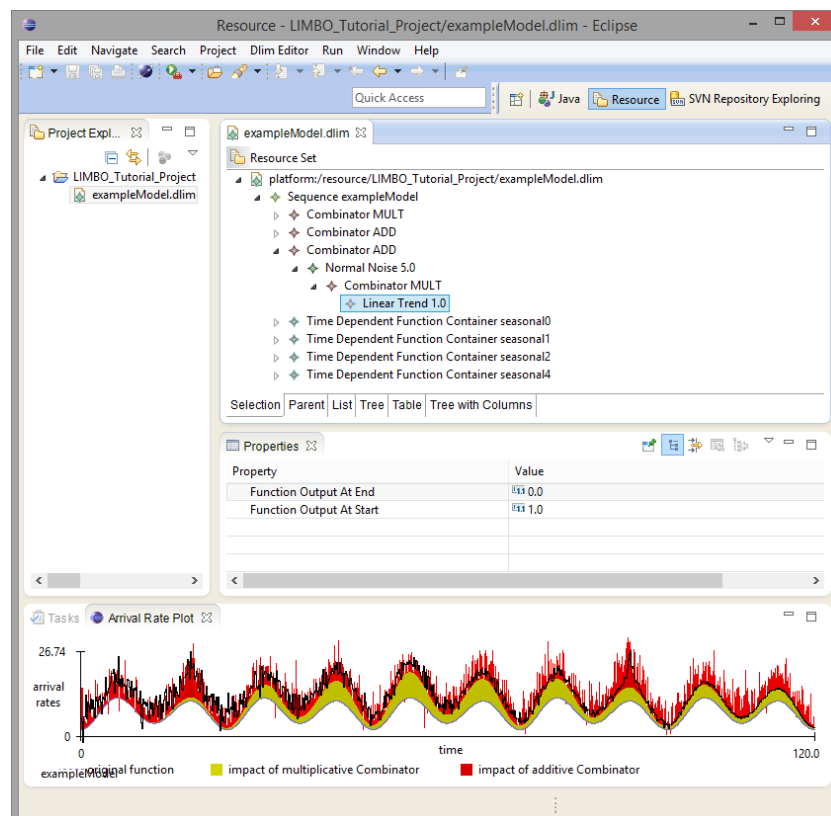 Resource - LIMBO_Tutorial_Project/exampleModel.dlim - Eclipse
File Edit Navigate Search Project Dlim Editor Run Window Help
Quick Access
Java Resource SVN Repository Exploring
Project Expl...
LIMBO_Tutorial_Project
exampleModel.dlim
exampleModel.dlim
Resource Set
platform:/resource/LIMBO_Tutorial_Project/exampleModel.dlim
Sequence exampleModel
Combinator MULT
Combinator ADD
Combinator ADD
Normal Noise 5.0
Combinator MULT
Linear Trend 1.0
Time Dependent Function Container seasonal0
Time Dependent Function Container seasonal1
Time Dependent Function Container seasonal2
Time Dependent Function Container seasonal4
Selection Parent List Tree Table Tree with Columns
Properties
Property Value
Function Output At End 0.0
Function Output At Start 1.0
Tasks Arrival Rate Plot
26.74
arrival
rates
0
0 time 120.0
exampleModel original function impact of multiplicative Combinator impact of additive Combinator